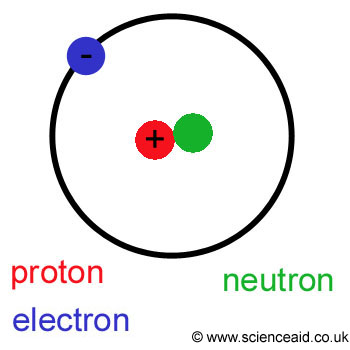 -
+
proton
neutron
electron
© www.scienceaid.co.uk